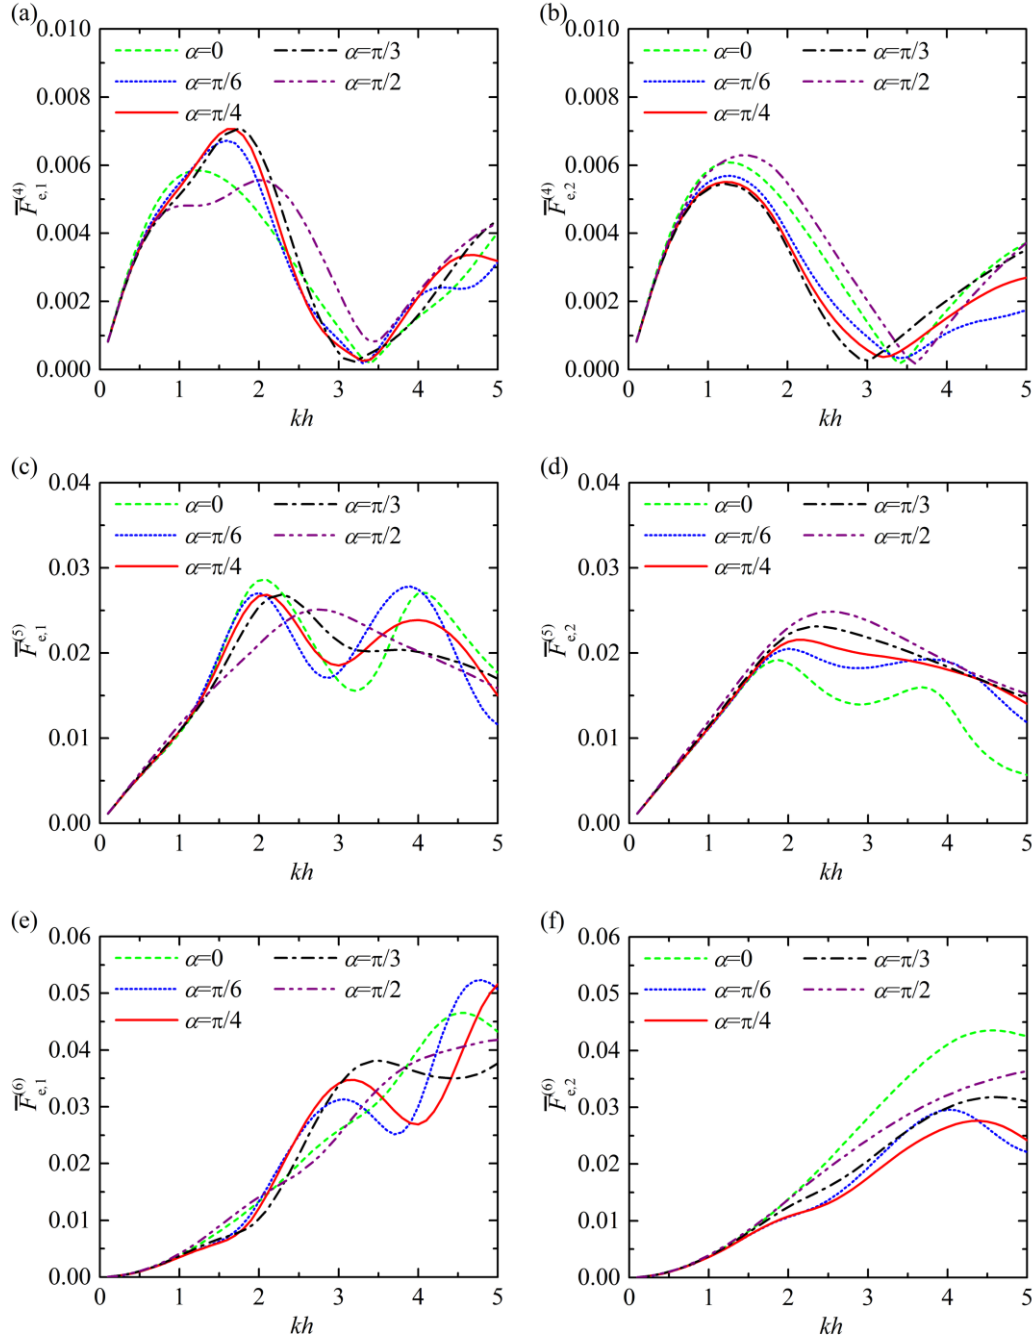 (a)
0.010
0.008
0.006
0.004
0.002
0.000
α=0
α=π/3
α=π/6
α=π/2
α=π/4
F̅e,1(4)
0 1 2 3 4 5
kh
(b)
0.010
0.008
0.006
0.004
0.002
0.000
α=0
α=π/3
α=π/6
α=π/2
α=π/4
F̅e,2(4)
0 1 2 3 4 5
kh
(c)
0.04
0.03
0.02
0.01
0.00
α=0
α=π/3
α=π/6
α=π/2
α=π/4
F̅e,1(5)
0 1 2 3 4 5
kh
(d)
0.04
0.03
0.02
0.01
0.00
α=0
α=π/3
α=π/6
α=π/2
α=π/4
F̅e,2(5)
0 1 2 3 4 5
kh
(e)
0.06
0.05
0.04
0.03
0.02
0.01
0.00
α=0
α=π/3
α=π/6
α=π/2
α=π/4
F̅e,1(6)
0 1 2 3 4 5
kh
(f)
0.06
0.05
0.04
0.03
0.02
0.01
0.00
α=0
α=π/3
α=π/6
α=π/2
α=π/4
F̅e,2(6)
0 1 2 3 4 5
kh